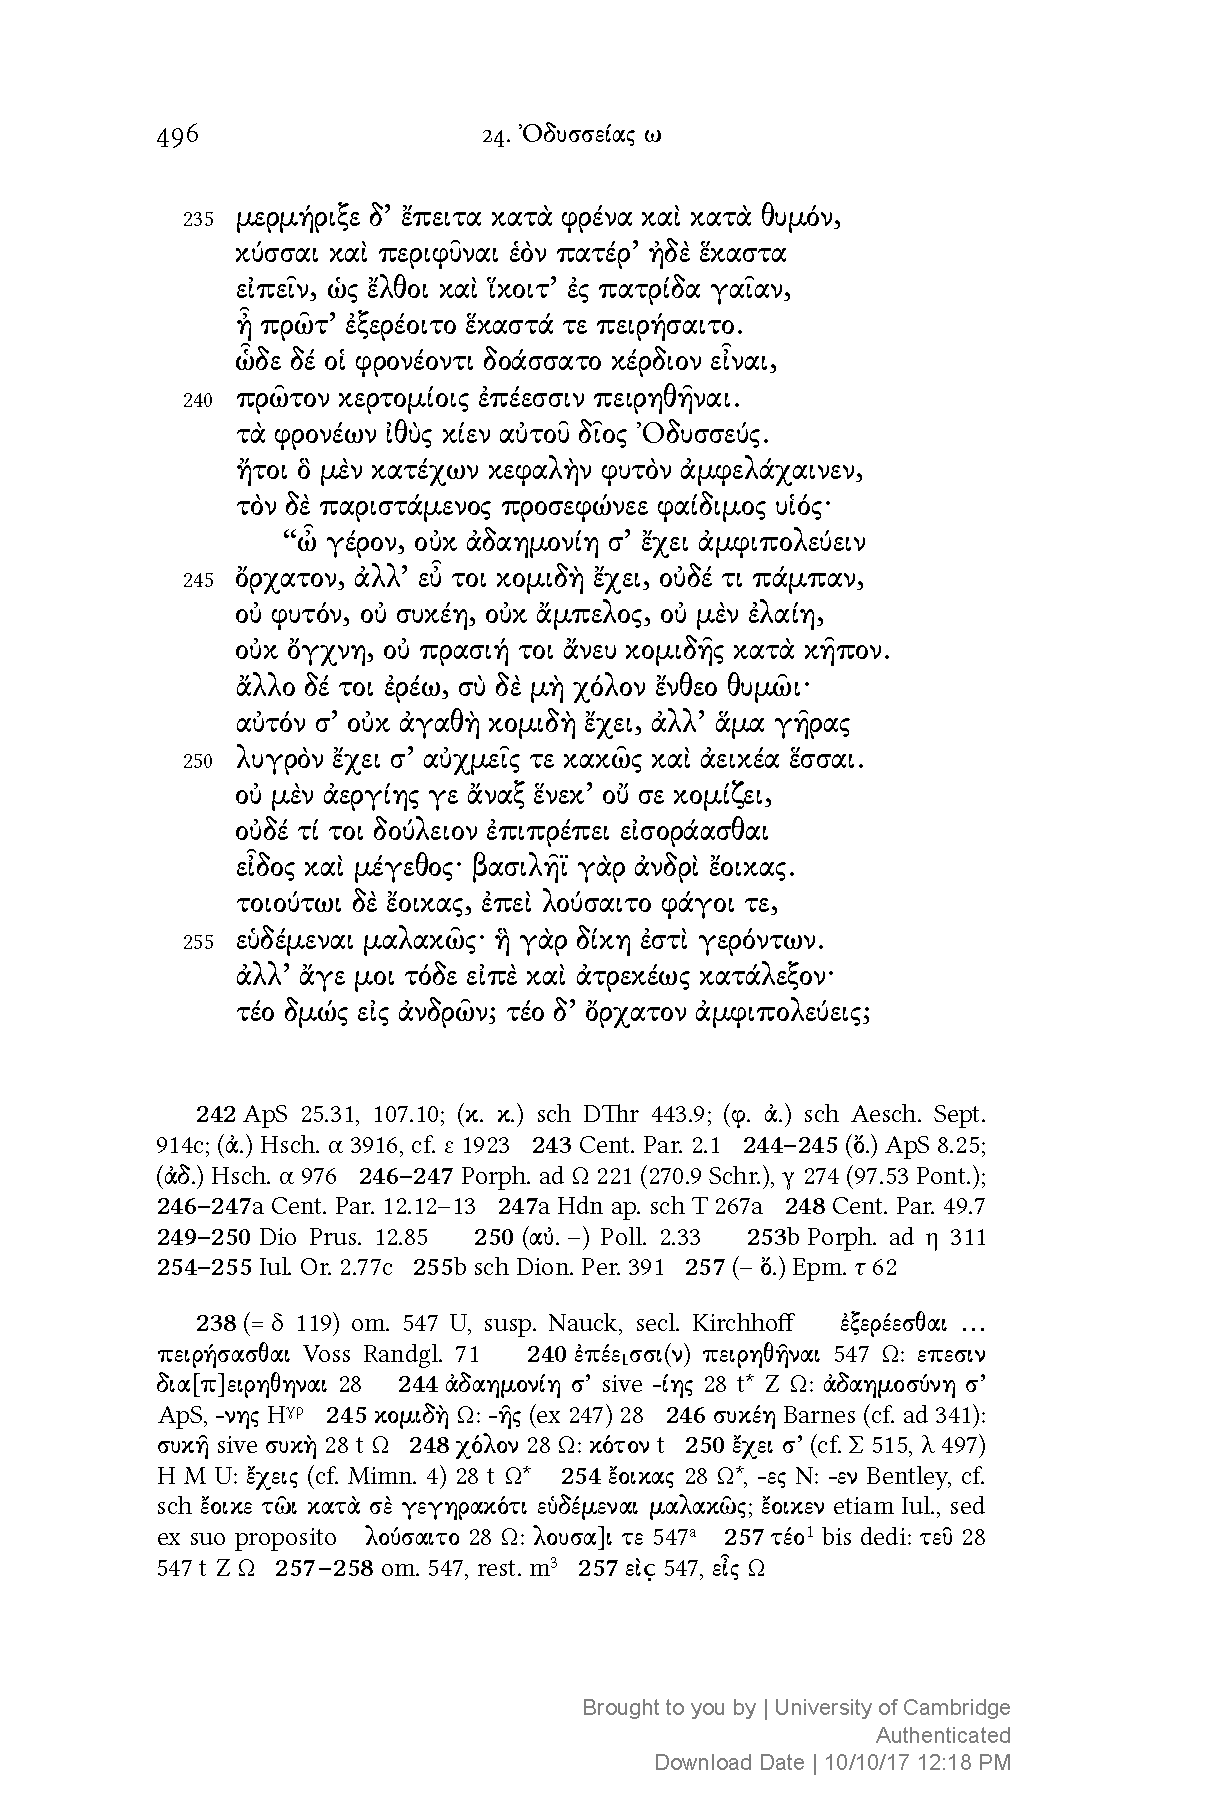 496 24. Ὀδυσσείας ω
235 μερμήριξε δ’ ἔπειτα κατὰ φρένα καὶ κατὰ θυμόν,
κύσσαι καὶ περιφῦναι ἑὸν πατέρ’ ἠδὲ ἕκαστα
εἰπεῖν, ὡς ἔλθοι καὶ ἵκοιτ’ ἐς πατρίδα γαῖαν,
ἦ πρῶτ’ ἐξερέοιτο ἕκαστά τε πειρήσαιτο.
ὧδε δέ οἱ φρονέοντι δοάσσατο κέρδιον εἶναι,
240 πρῶτον κερτομίοις ἐπέεσσιν πειρηθῆναι.
τὰ φρονέων ἰθὺς κίεν αὐτοῦ δῖος Ὀδυσσεύς.
ἤτοι ὃ μὲν κατέχων κεφαλὴν φυτὸν ἀμφελάχαινεν,
τὸν δὲ παριστάμενος προσεφώνεε φαίδιμος υἱός·
“ὦ γέρον, οὐκ ἀδαημονίη σ’ ἔχει ἀμφιπολεύειν
245 ὄρχατον, ἀλλ’ εὖ τοι κομιδὴ ἔχει, οὐδέ τι πάμπαν,
οὐ φυτόν, οὐ συκέη, οὐκ ἄμπελος, οὐ μὲν ἐλαίη,
οὐκ ὄγχνη, οὐ πρασιή τοι ἄνευ κομιδῆς κατὰ κῆπον.
ἄλλο δέ τοι ἐρέω, σὺ δὲ μὴ χόλον ἔνθεο θυμῶι·
αὐτόν σ’ οὐκ ἀγαθὴ κομιδὴ ἔχει, ἀλλ’ ἅμα γῆρας
250 λυγρὸν ἔχει σ’ αὐχμεῖς τε κακῶς καὶ ἀεικέα ἕσσαι.
οὐ μὲν ἀεργίης γε ἄναξ ἕνεκ’ οὔ σε κομίζει,
οὐδέ τί τοι δούλειον ἐπιπρέπει εἰσοράασθαι
εἶδος καὶ μέγεθος· βασιλῆϊ γὰρ ἀνδρὶ ἔοικας.
τοιούτωι δὲ ἔοικας, ἐπεὶ λούσαιτο φάγοι τε,
255 εὑδέμεναι μαλακῶς· ἣ γὰρ δίκη ἐστὶ γερόντων.
ἀλλ’ ἄγε μοι τόδε εἰπὲ καὶ ἀτρεκέως κατάλεξον·
τέο δμώς εἰς ἀνδρῶν; τέο δ’ ὄρχατον ἀμφιπολεύεις;
242 ApS 25.31, 107.10; (κ. κ.) sch DThr 443.9; (φ. ἀ.) sch Aesch. Sept.
914c; (ἀ.) Hsch. α 3916, cf. ε 1923 243 Cent. Par. 2.1 244–245 (ὄ.) ApS 8.25;
(ἀδ.) Hsch. α 976 246–247 Porph. ad Ω 221 (270.9 Schr.), γ 274 (97.53 Pont.);
246–247a Cent. Par. 12.12–13 247a Hdn ap. sch T 267a 248 Cent. Par. 49.7
249–250 Dio Prus. 12.85 250 (αὐ. –) Poll. 2.33 253b Porph. ad η 311
254–255 Iul. Or. 2.77c 255b sch Dion. Per. 391 257 (– ὄ.) Epm. τ 62
238 (= δ 119) om. 547 U, susp. Nauck, secl. Kirchhoff ἐξερέεσθαι …
πειρήσασθαι Voss Randgl. 71 240 ἐπέε⌊σσι(ν) πειρηθῆναι 547 Ω: επεσιν
δια[π]ειρηθηναι 28 244 ἀδαημονίη σ’ sive -ίης 28 t* Z Ω: ἀδαημοσύνη σ’
ApS, -νης Hγρ 245 κομιδὴ Ω: -ῆς (ex 247) 28 246 συκέη Barnes (cf. ad 341):
συκῆ sive συκὴ 28 t Ω 248 χόλον 28 Ω: κότον t 250 ἔχει σ’ (cf. Σ 515, λ 497)
H M U: ἔχεις (cf. Mimn. 4) 28 t Ω* 254 ἔοικας 28 Ω*, -ες N: -εν Bentley, cf.
sch ἔοικε τῶι κατὰ σὲ γεγηρακότι εὑδέμεναι μαλακῶς; ἔοικεν etiam Iul., sed
ex suo proposito λούσαιτο 28 Ω: λουσα]ι τε 547ª 257 τέο¹ bis dedi: τεῦ 28
547 t Z Ω 257–258 om. 547, rest. m³ 257 εὶς̣ 547, εἶς Ω
Brought to you by | University of Cambridge
Authenticated
Download Date | 10/10/17 12:18 PM